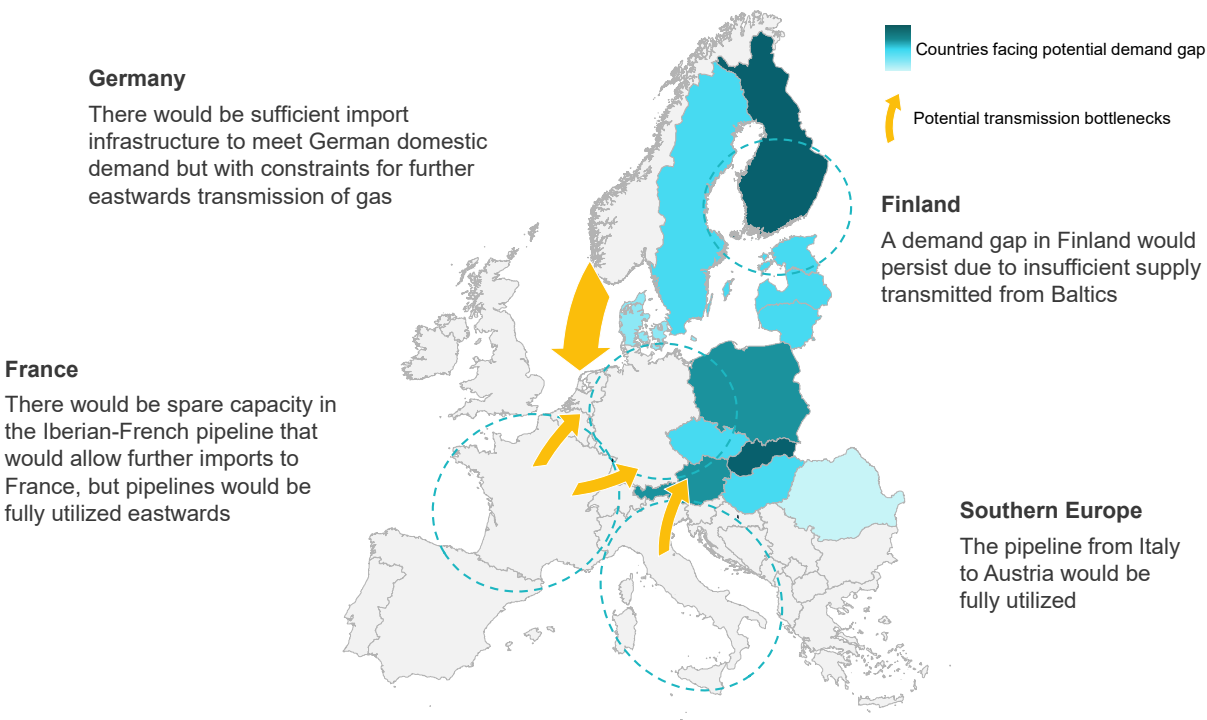 Germany
There would be sufficient import
infrastructure to meet German domestic
demand but with constraints for further
eastwards transmission of gas
Countries facing potential demand gap
Potential transmission bottlenecks
Finland
A demand gap in Finland would
persist due to insufficient supply
transmitted from Baltics
France
There would be spare capacity in
the Iberian-French pipeline that
would allow further imports to
France, but pipelines would be
fully utilized eastwards
Southern Europe
The pipeline from Italy
to Austria would be
fully utilized